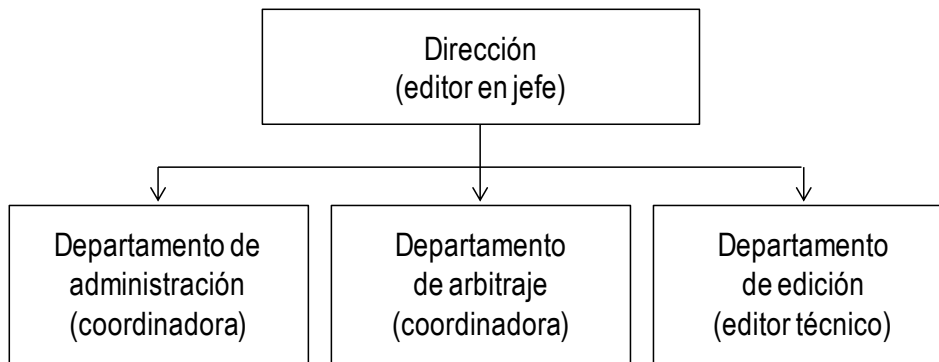 Dirección
(editor en jefe)
Departamento de
administración
(coordinadora)
Departamento
de arbitraje
(coordinadora)
Departamento
de edición
(editor técnico)